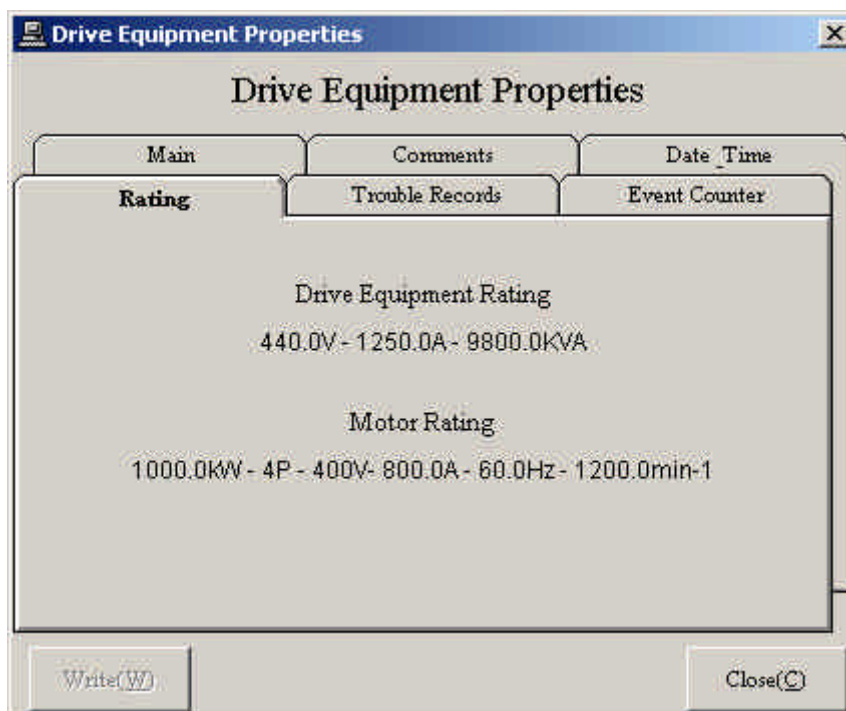 Drive Equipment Properties
Drive Equipment Properties
Main Comments Date_Time
Rating Trouble Records Event Counter
Drive Equipment Rating
440.0V - 1250.0A - 9800.0KVA
Motor Rating
1000.0kW - 4P - 400V- 800.0A - 60.0Hz - 1200.0min-1
Write(W) Close(C)